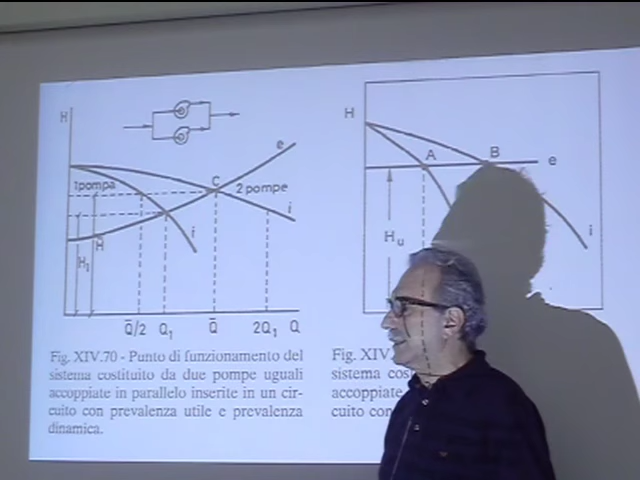 H
1pompa
C
e
2 pompe
i
i
H̄
H₁
Q̄/2 Q₁ Q̄ 2Q₁ Q
Fig. XIV.70 - Punto di funzionamento del
sistema costituito da due pompe uguali
accoppiate in parallelo inserite in un cir-
cuito con prevalenza utile e prevalenza
dinamica.
H
A
B
e
Hu
i
Fig. XIV.
sistema
accoppiate
cuito con